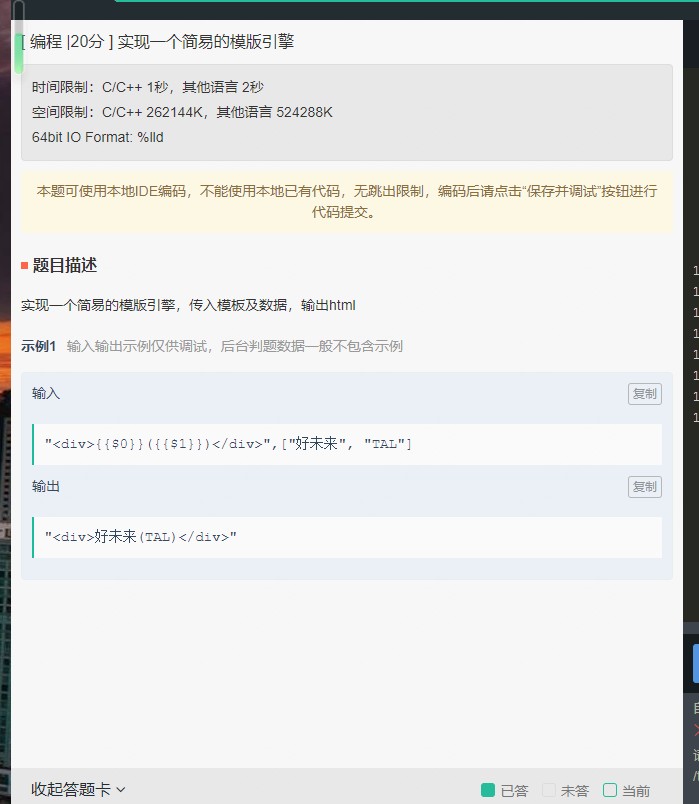 [ 编程 |20分 ] 实现一个简易的模版引擎
时间限制：C/C++ 1秒，其他语言 2秒
空间限制：C/C++ 262144K，其他语言 524288K
64bit IO Format: %lld
本题可使用本地IDE编码，不能使用本地已有代码，无跳出限制，编码后请点击“保存并调试”按钮进行
代码提交。
题目描述
实现一个简易的模版引擎，传入模板及数据，输出html
示例1 输入输出示例仅供调试，后台判题数据一般不包含示例
输入 复制
"<div>{{$0}}({{$1}})</div>",["好未来", "TAL"]
输出 复制
"<div>好未来(TAL)</div>"
收起答题卡 已答 未答 当前